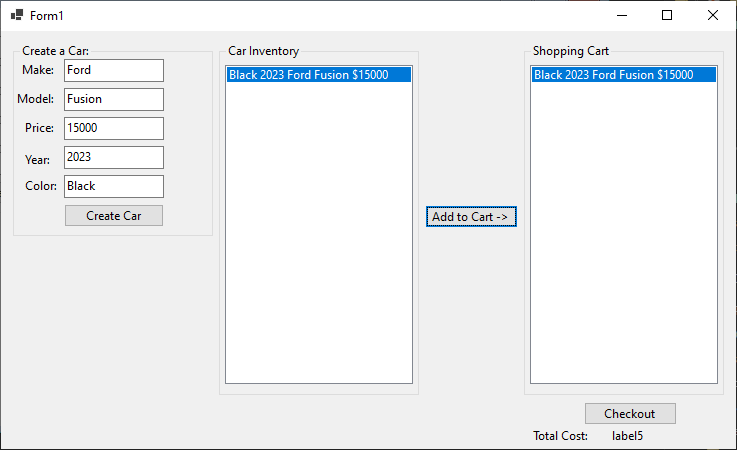 Form1
Create a Car:
Make: Ford
Model: Fusion
Price: 15000
Year: 2023
Color: Black
Create Car
Car Inventory
Black 2023 Ford Fusion $15000
Add to Cart ->
Shopping Cart
Black 2023 Ford Fusion $15000
Checkout
Total Cost: label5